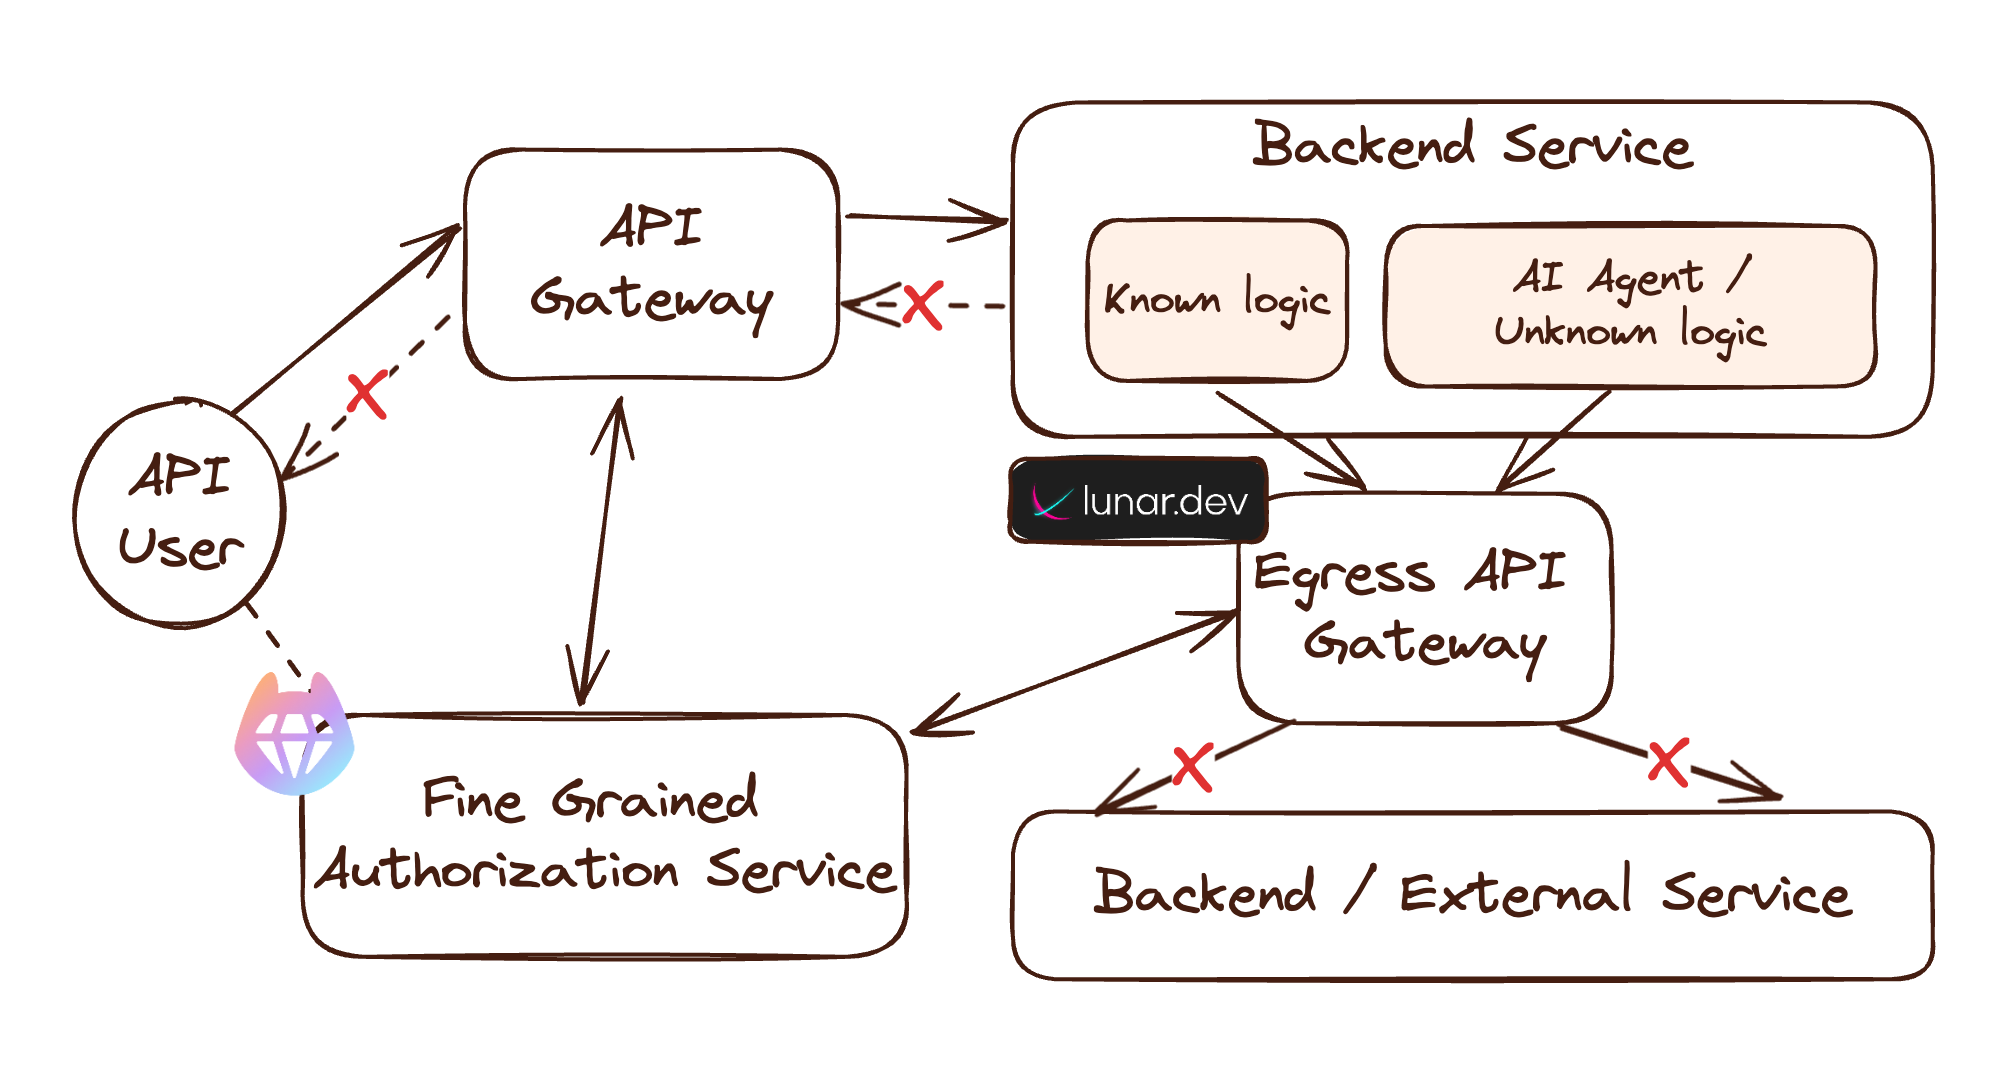 Backend Service
API
Gateway
Known logic
AI Agent /
Unknown logic
API
User
lunar.dev
Egress API
Gateway
Fine Grained
Authorization Service
Backend / External Service